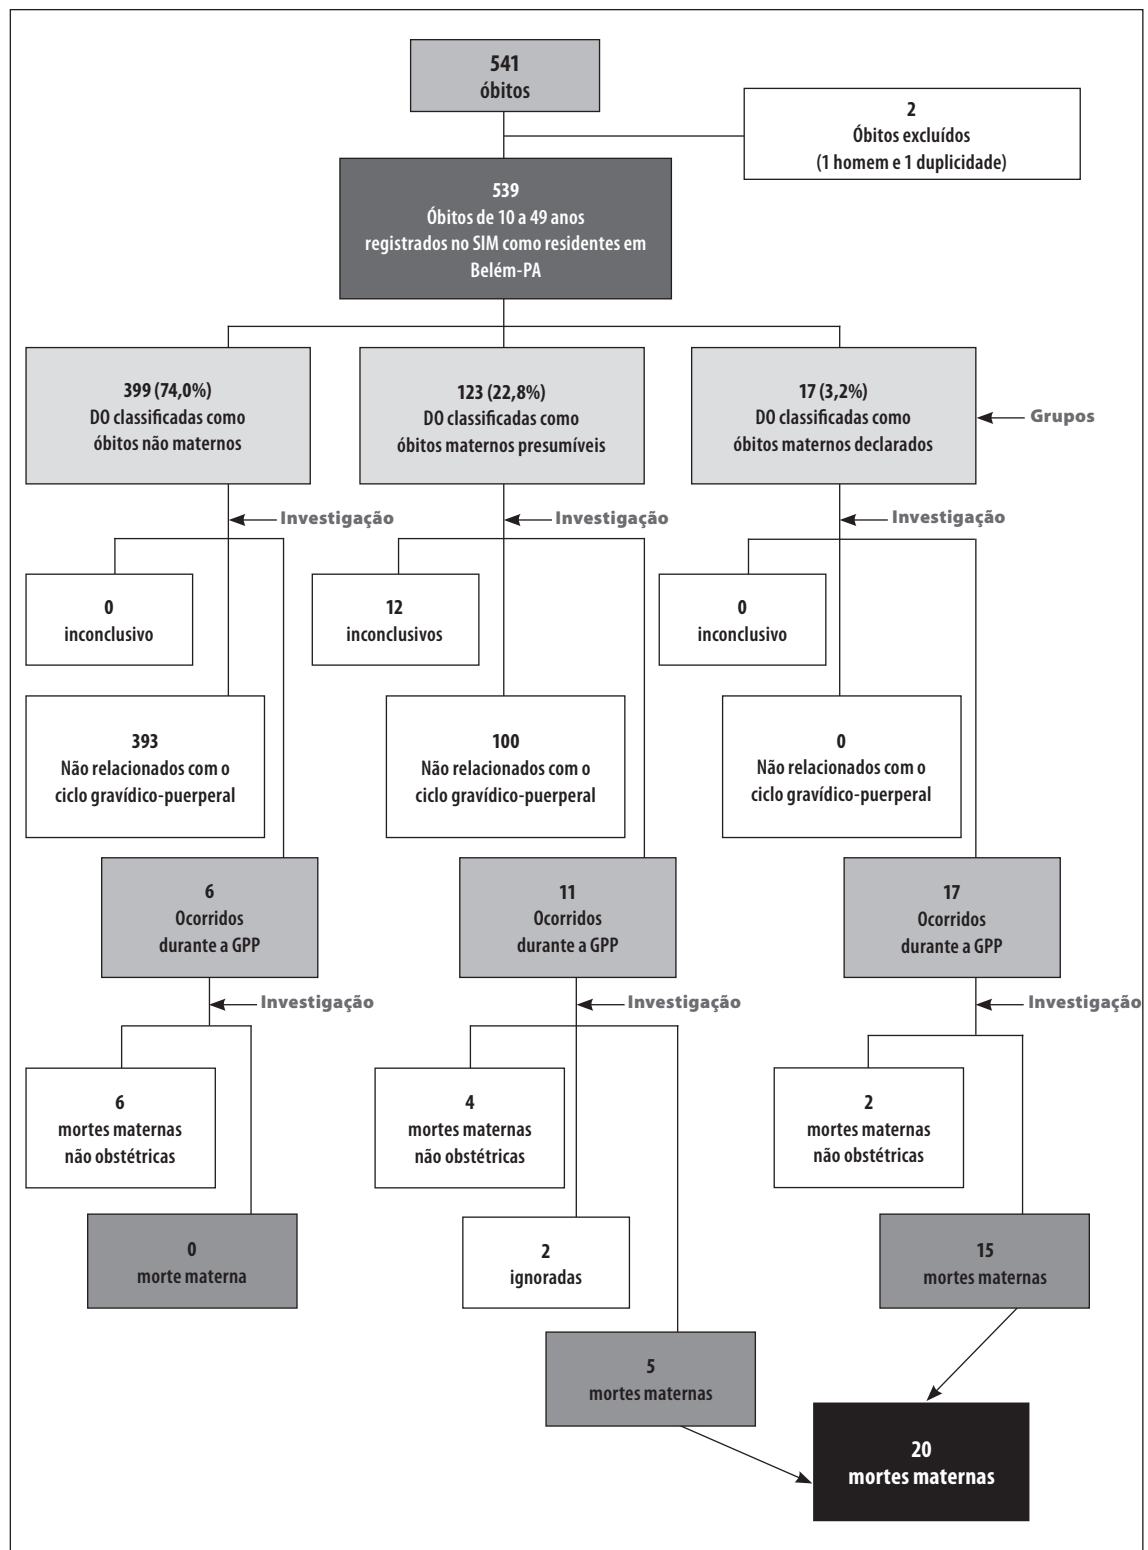 541
óbitos
2
Óbitos excluídos
(1 homem e 1 duplicidade)
539
Óbitos de 10 a 49 anos
registrados no SIM como residentes em
Belém-PA
399 (74,0%)
DO classificadas como
óbitos não maternos
123 (22,8%)
DO classificadas como
óbitos maternos presumíveis
17 (3,2%)
DO classificadas como
óbitos maternos declarados
Grupos
Investigação
Investigação
Investigação
0
inconclusivo
12
inconclusivos
0
inconclusivo
393
Não relacionados com o
ciclo gravídico-puerperal
100
Não relacionados com o
ciclo gravídico-puerperal
0
Não relacionados com o
ciclo gravídico-puerperal
6
Ocorridos
durante a GPP
11
Ocorridos
durante a GPP
17
Ocorridos
durante a GPP
Investigação
Investigação
Investigação
6
mortes maternas
não obstétricas
4
mortes maternas
não obstétricas
2
mortes maternas
não obstétricas
0
morte materna
2
ignoradas
15
mortes maternas
5
mortes maternas
20
mortes maternas